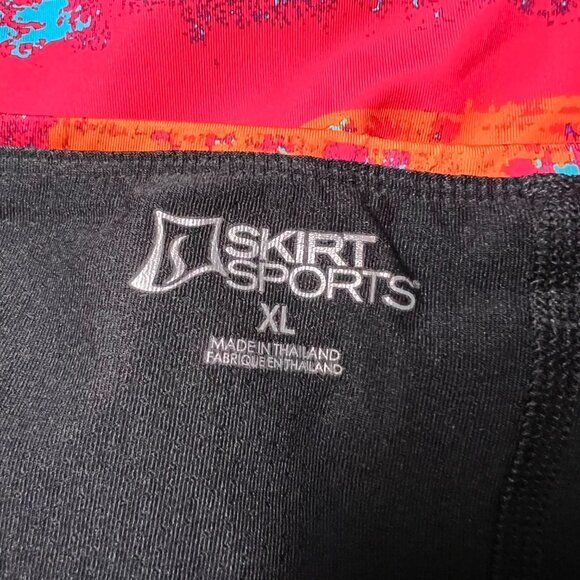 SKIRT
SPORTS
XL
MADE IN THAILAND
FABRIQUE EN THAILAND